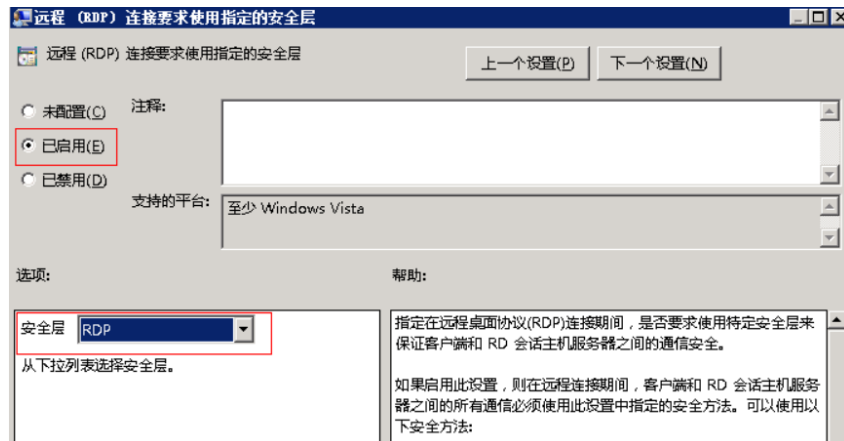 远程 (RDP) 连接要求使用指定的安全层
远程 (RDP) 连接要求使用指定的安全层
上一个设置(P)
下一个设置(N)
未配置(C)
注释:
已启用(E)
已禁用(D)
支持的平台:
至少 Windows Vista
选项:
帮助:
安全层 RDP
从下拉列表选择安全层。
指定在远程桌面协议(RDP)连接期间，是否要求使用特定安全层来
保证客户端和 RD 会话主机服务器之间的通信安全。
如果启用此设置，则在远程连接期间，客户端和 RD 会话主机服务
器之间的所有通信必须使用此设置中指定的安全方法。可以使用以
下安全方法: